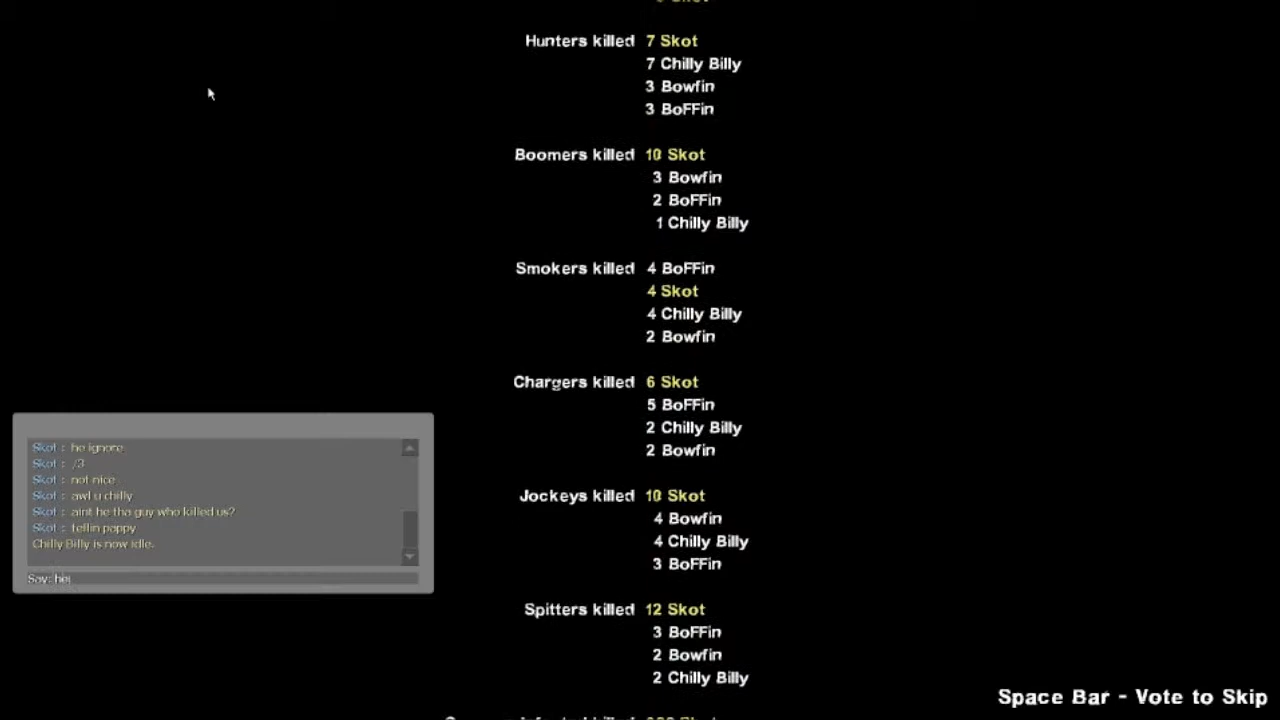 Hunters killed 7 Skot
7 Chilly Billy
3 Bowfin
3 BoFFin
Boomers killed 10 Skot
3 Bowfin
2 BoFFin
1 Chilly Billy
Smokers killed 4 BoFFin
4 Skot
4 Chilly Billy
2 Bowfin
Chargers killed 6 Skot
5 BoFFin
2 Chilly Billy
2 Bowfin
Jockeys killed 10 Skot
4 Bowfin
4 Chilly Billy
3 BoFFin
Spitters killed 12 Skot
3 BoFFin
2 Bowfin
2 Chilly Billy
Skot : he ignore
Skot : /3
Skot : not nice
Skot : awl u chilly
Skot : aint he tha guy who killed us?
Skot : tellin pappy
Chilly Billy is now idle.
Say:
Space Bar - Vote to Skip